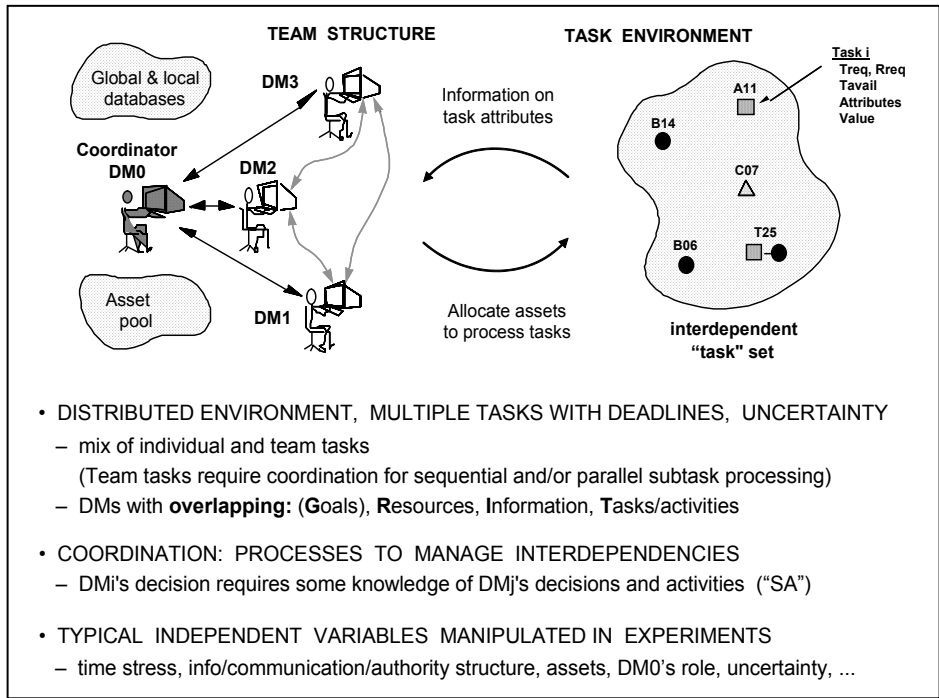 TEAM STRUCTURE
TASK ENVIRONMENT
Global & local
databases
DM3
Coordinator
DM0
DM2
Asset
pool
DM1
Information on
task attributes
Allocate assets
to process tasks
Task i
Treq, Rreq
Tavail
Attributes
Value
A11
B14
C07
B06
T25
interdependent
“task" set
• DISTRIBUTED ENVIRONMENT, MULTIPLE TASKS WITH DEADLINES, UNCERTAINTY
– mix of individual and team tasks
(Team tasks require coordination for sequential and/or parallel subtask processing)
– DMs with overlapping: (Goals), Resources, Information, Tasks/activities
• COORDINATION: PROCESSES TO MANAGE INTERDEPENDENCIES
– DMi's decision requires some knowledge of DMj's decisions and activities (“SA”)
• TYPICAL INDEPENDENT VARIABLES MANIPULATED IN EXPERIMENTS
– time stress, info/communication/authority structure, assets, DM0’s role, uncertainty, ...